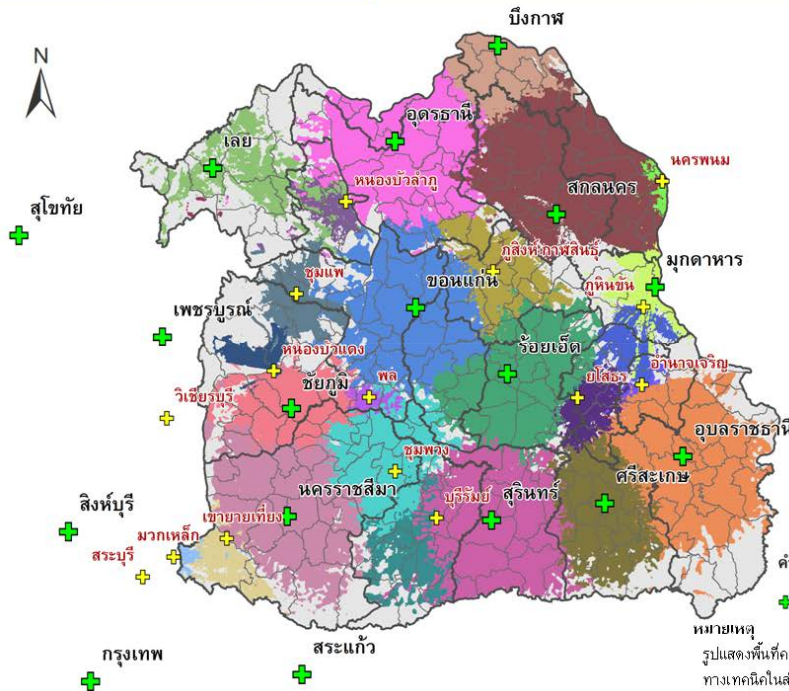 บึงกาฬ
N
อุดรธานี
เลย
นครพนม
หนองบัวลำภู
สกลนคร
สุโขทัย
ภูสิงห์ กาฬสินธุ์
มุกดาหาร
ชุมแพ
ขอนแก่น
ภูหินขัน
เพชรบูรณ์
ร้อยเอ็ด
หนองบัวแดง
อำนาจเจริญ
พล
ยโสธร
ชัยภูมิ
วิเชียรบุรี
อุบลราชธานี
ชุมพวง
ศรีสะเกษ
นครราชสีมา
สุรินทร์
บุรีรัมย์
สิงห์บุรี
เขายายเที่ยง
มวกเหล็ก
สระบุรี
หมายเหตุ
สระแก้ว
กรุงเทพ
รูปแสดงพื้นที่ค
ทางเทคนิคในส